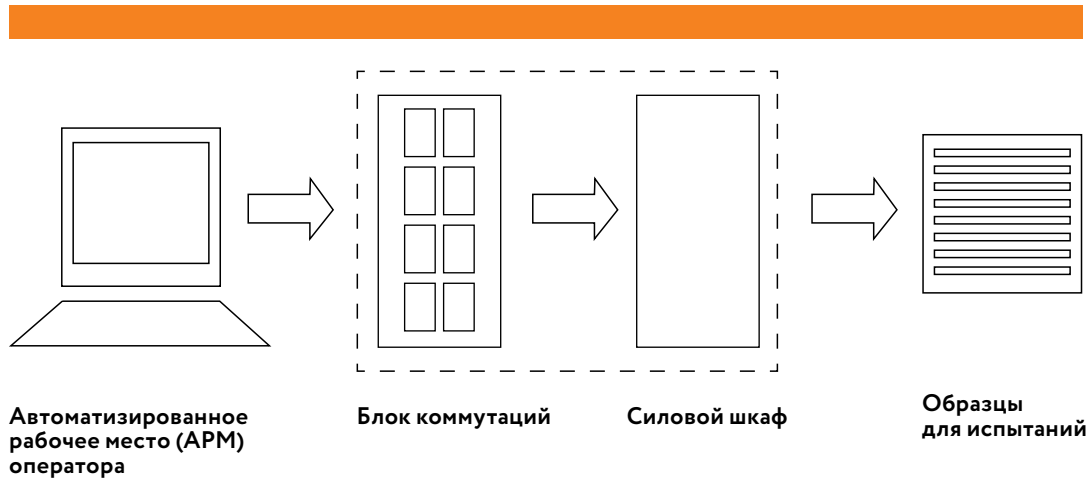 Автоматизированное
рабочее место (АРМ)
оператора
Блок коммутаций
Силовой шкаф
Образцы
для испытаний